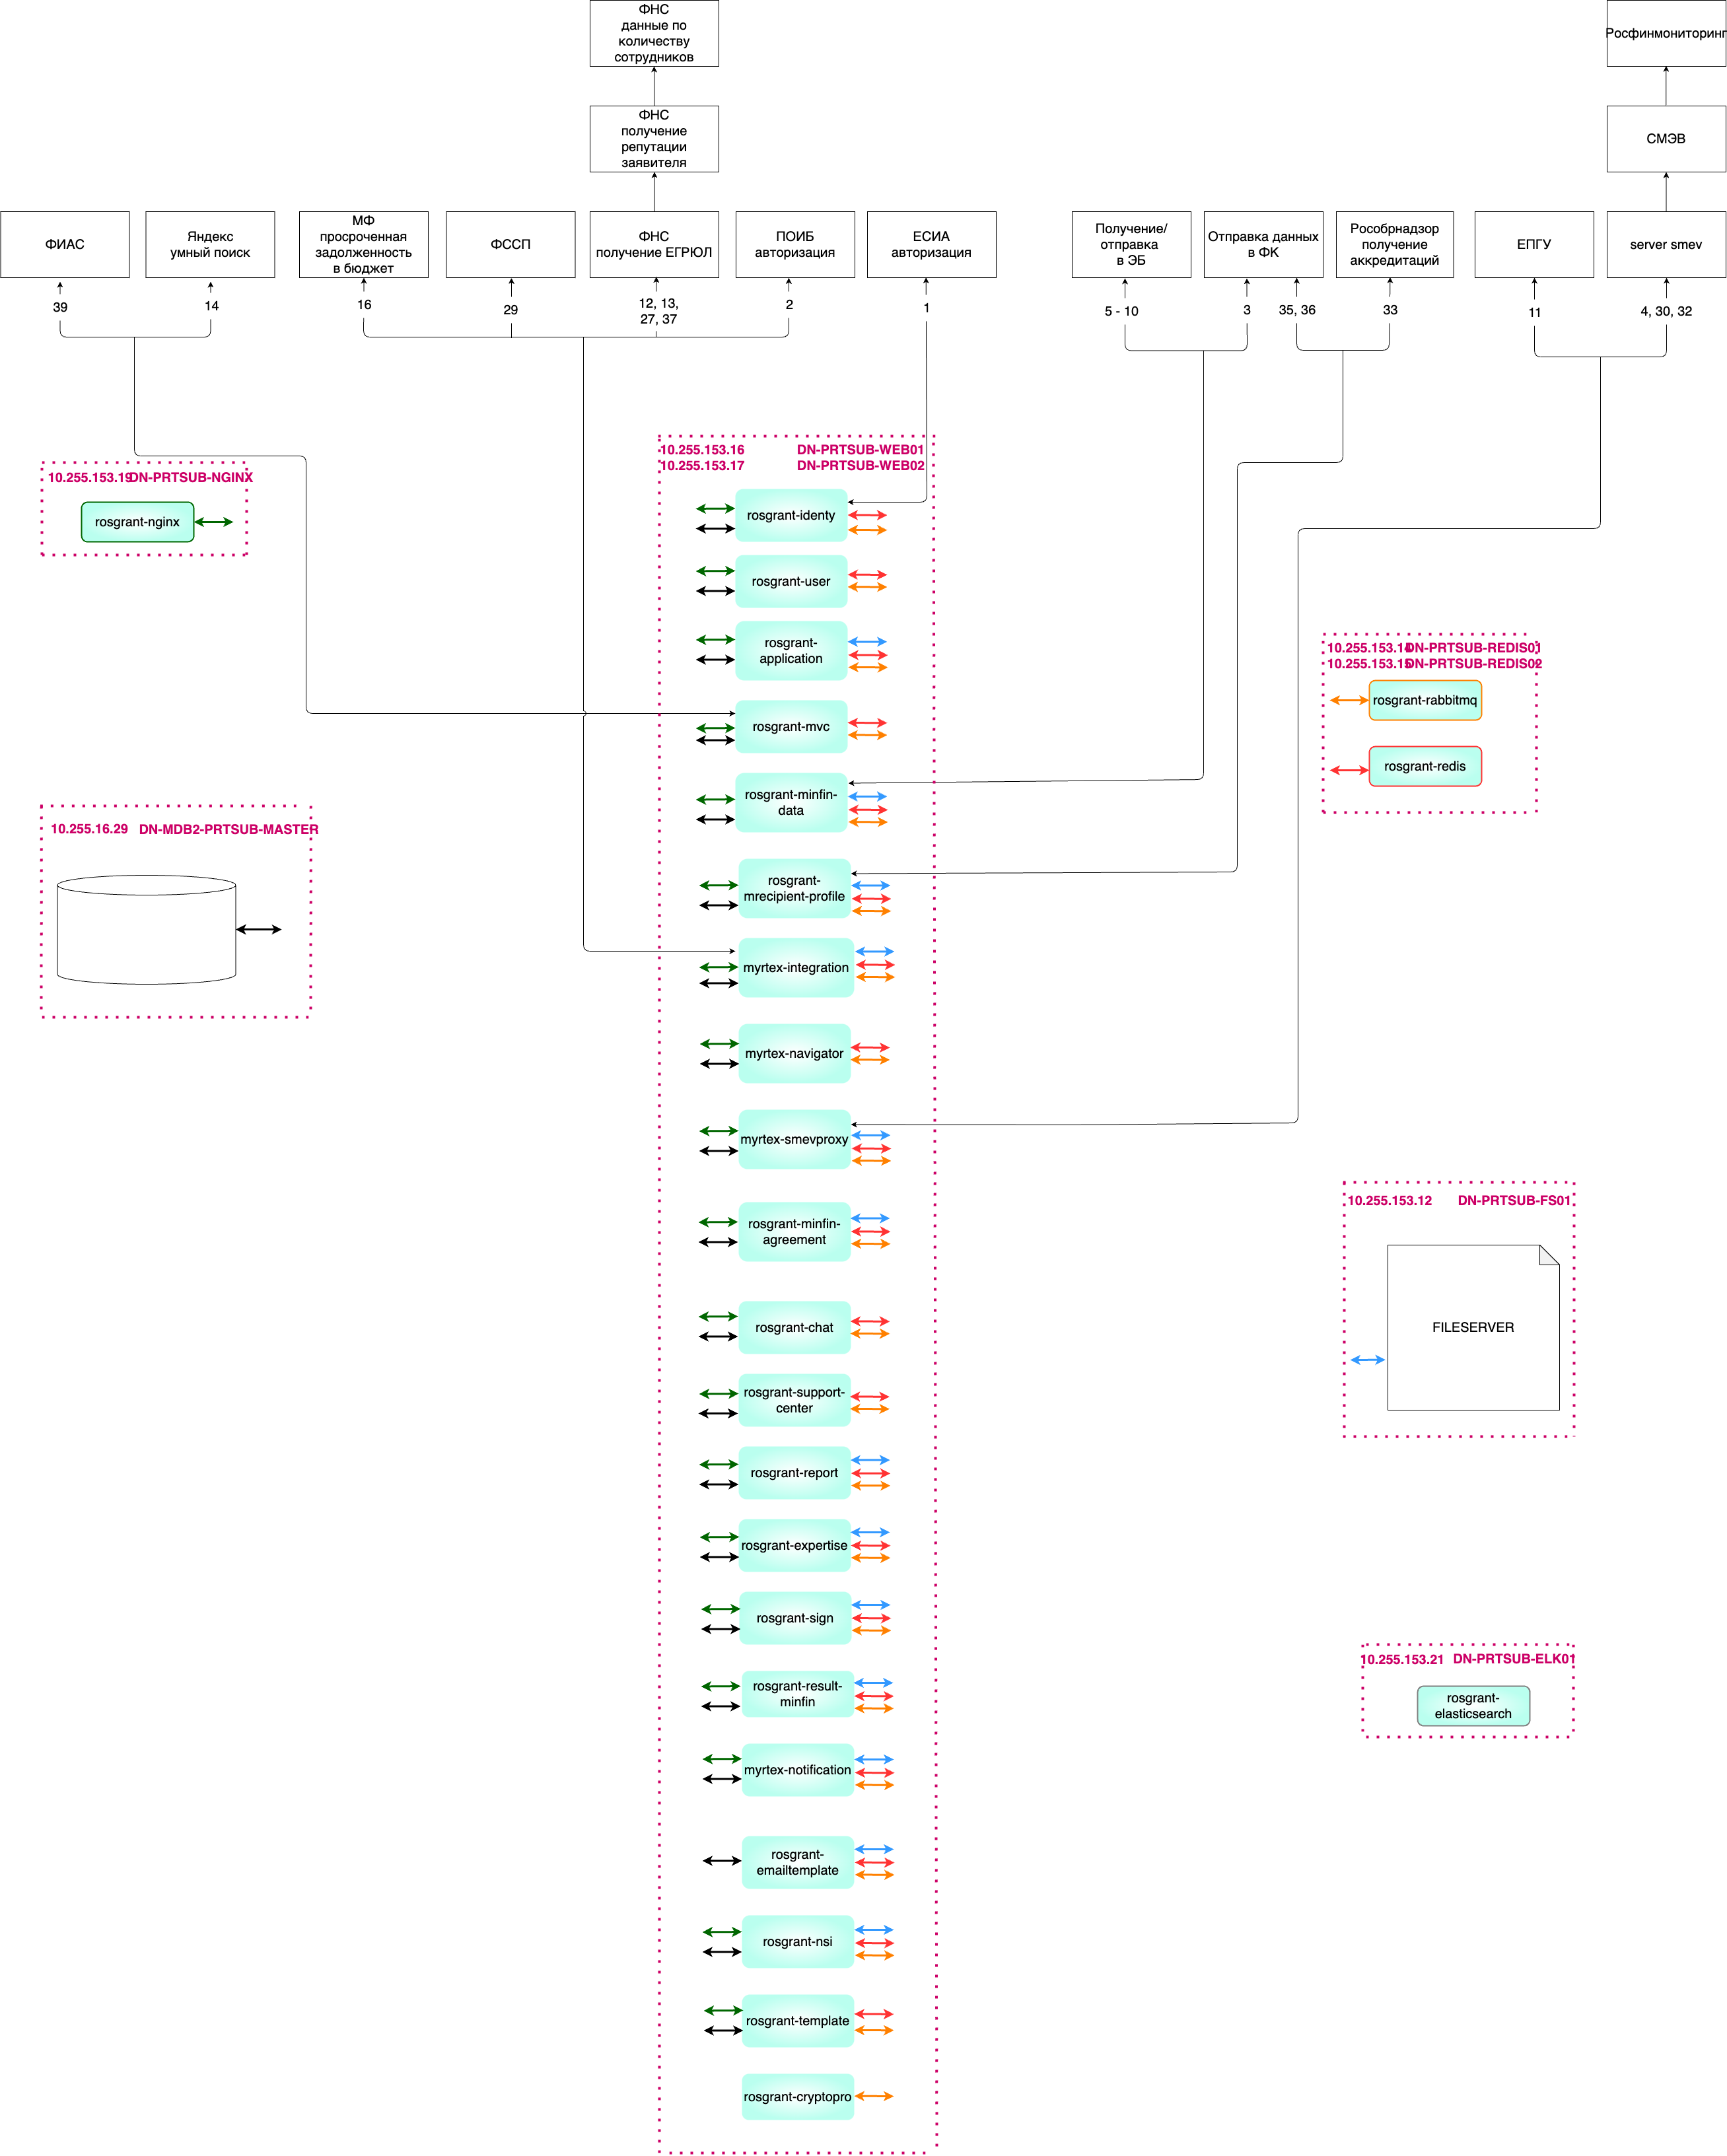 ФНС
данные по
количеству
сотрудников
Росфинмониторинг
ФНС
получение
репутации
заявителя
СМЭВ
ФИАС
Яндекс
умный поиск
МФ
просроченная
задолженность
в бюджет
ФССП
ФНС
получение ЕГРЮЛ
ПОИБ
авторизация
ЕСИА
авторизация
Получение/
отправка
в ЭБ
Отправка данных
в ФК
Рособрнадзор
получение
аккредитаций
ЕПГУ
server smev
39
14
16
29
12, 13,
27, 37
2
1
5 - 10
3
35, 36
33
11
4, 30, 32
10.255.153.16 DN-PRTSUB-WEB01
10.255.153.17 DN-PRTSUB-WEB02
10.255.153.19 DN-PRTSUB-NGINX
rosgrant-nginx
rosgrant-identy
rosgrant-user
rosgrant-
application
10.255.153.14 DN-PRTSUB-REDIS01
10.255.153.15 DN-PRTSUB-REDIS02
rosgrant-rabbitmq
rosgrant-redis
rosgrant-mvc
rosgrant-minfin-
data
10.255.16.29 DN-MDB2-PRTSUB-MASTER
rosgrant-
mrecipient-profile
myrtex-integration
myrtex-navigator
myrtex-smevproxy
10.255.153.12 DN-PRTSUB-FS01
FILESERVER
rosgrant-minfin-
agreement
rosgrant-chat
rosgrant-support-
center
rosgrant-report
rosgrant-expertise
rosgrant-sign
10.255.153.21 DN-PRTSUB-ELK01
rosgrant-
elasticsearch
rosgrant-result-
minfin
myrtex-notification
rosgrant-
emailtemplate
rosgrant-nsi
rosgrant-template
rosgrant-cryptopro